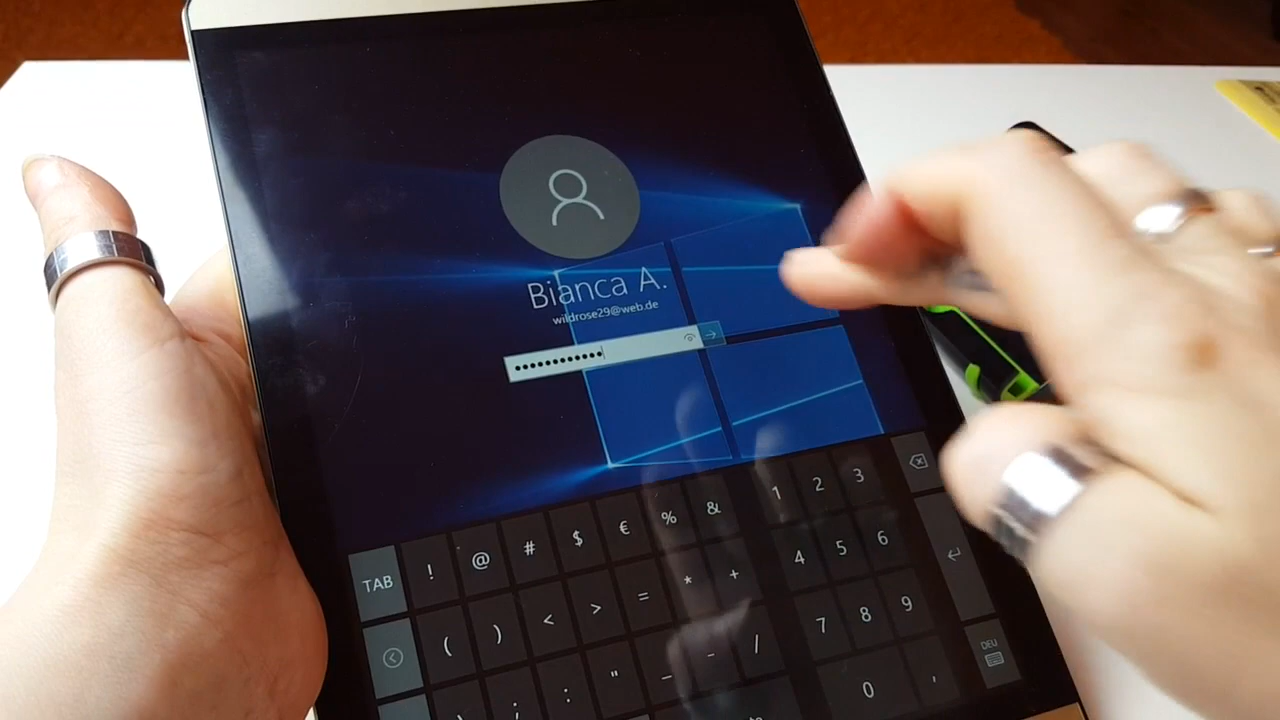 Bianca A.
wildrose29@web.de
••••••••••••
! @ # $ € % & 1 2 3
TAB ( ) < > = * + 4 5 6
; : " _ - / 7 8 9
0 ,
DEU